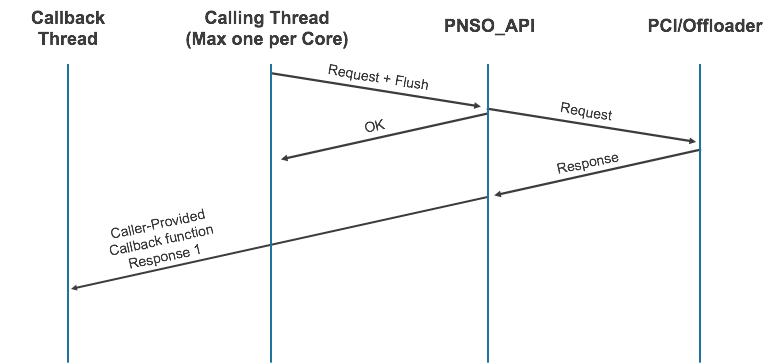 Callback
Thread
Calling Thread
(Max one per Core)
PNSO_API
PCI/Offloader
Request + Flush
Request
OK
Response
Caller-Provided
Callback function
Response 1